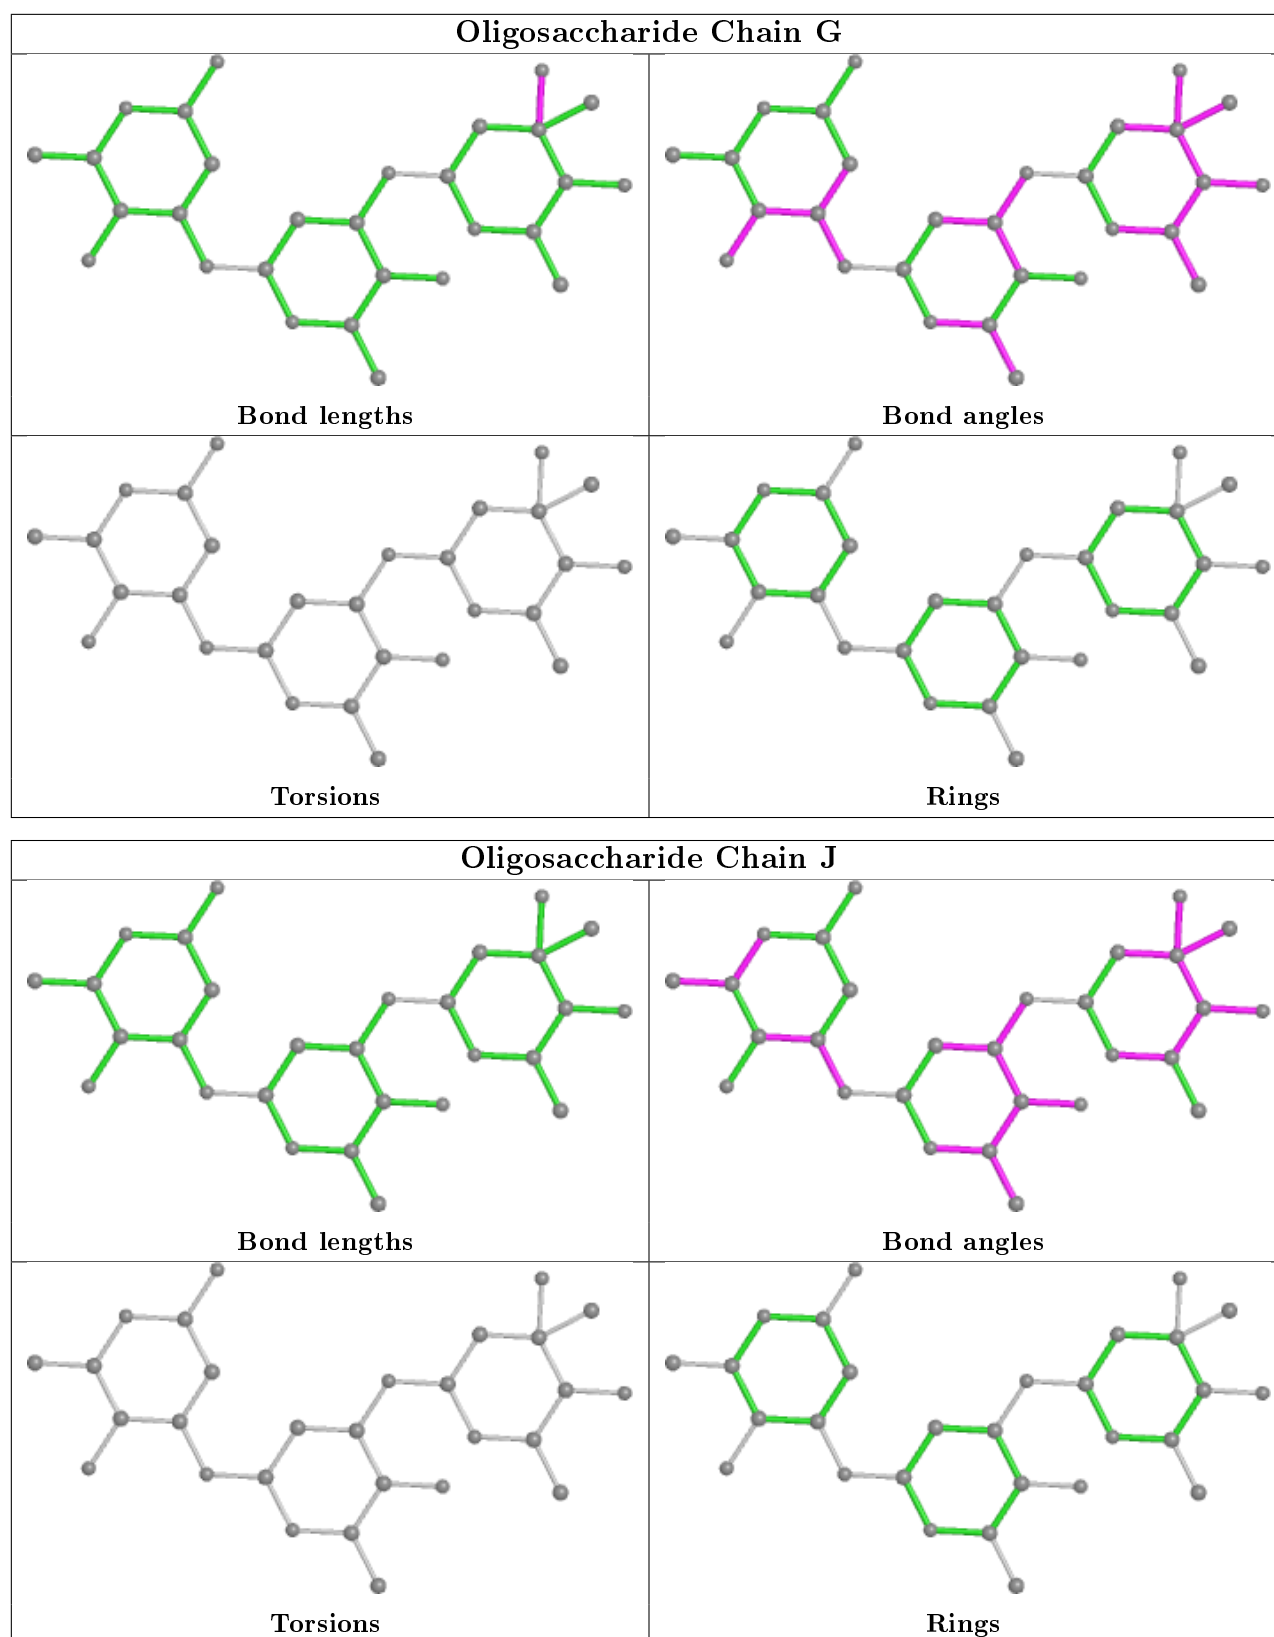 Oligosaccharide Chain G
Bond lengths
Bond angles
Torsions
Rings
Oligosaccharide Chain J
Bond lengths
Bond angles
Torsions
Rings